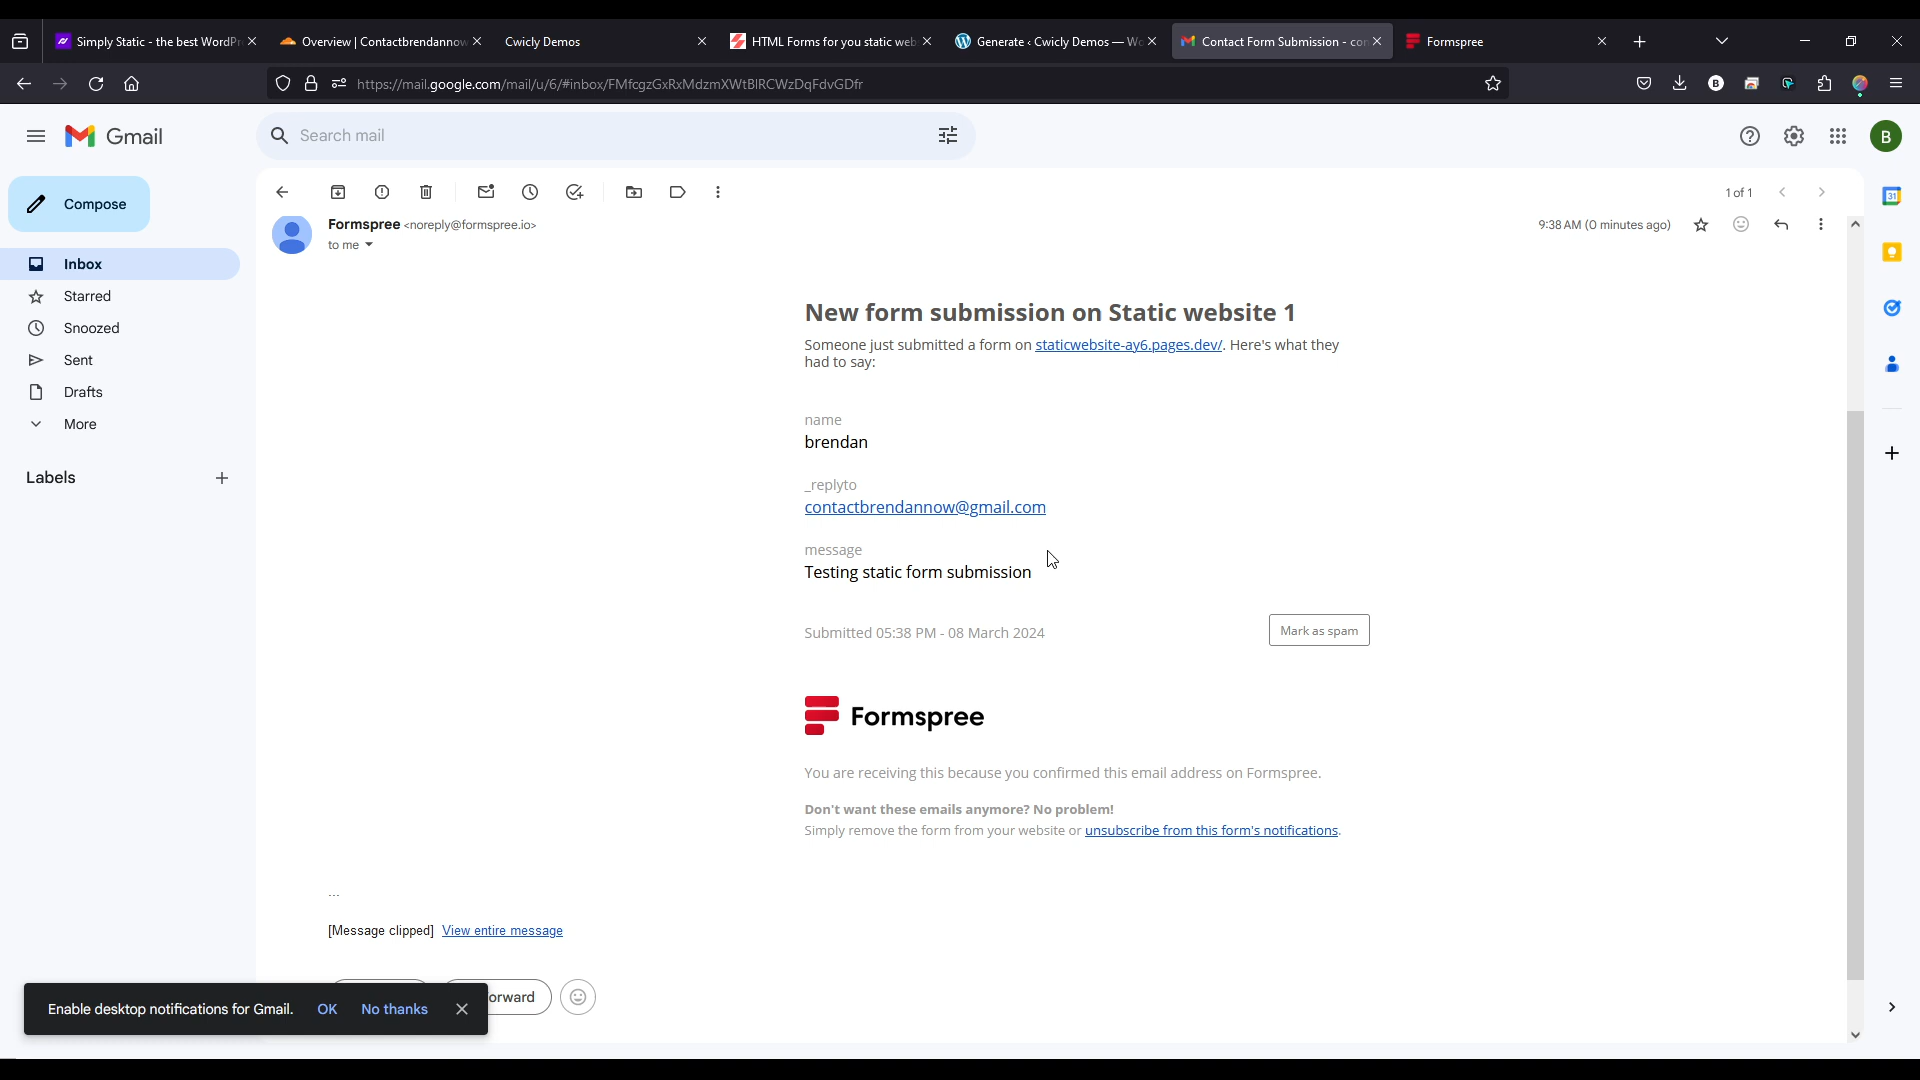 Simply Static - the best WordPr
Overview | Contactbrendannow
Cwicly Demos
HTML Forms for you static web
Generate ‹ Cwicly Demos — Wo
Contact Form Submission - con
Formspree
https://mail.google.com/mail/u/6/#inbox/FMfcgzGxRxMdzmXWtBlRCWzDqFdvGDfr
Gmail
Search mail
B
Compose
1 of 1
31
Formspree <noreply@formspree.io>
9:38 AM (0 minutes ago)
to me
Inbox
Starred
Snoozed
Sent
Drafts
More
Labels
New form submission on Static website 1
Someone just submitted a form on staticwebsite-ay6.pages.dev/. Here's what they
had to say:
name
brendan
_replyto
contactbrendannow@gmail.com
message
Testing static form submission
Submitted 05:38 PM - 08 March 2024
Mark as spam
Formspree
You are receiving this because you confirmed this email address on Formspree.
Don't want these emails anymore? No problem!
Simply remove the form from your website or unsubscribe from this form's notifications.
...
[Message clipped] View entire message
orward
Enable desktop notifications for Gmail. OK No thanks